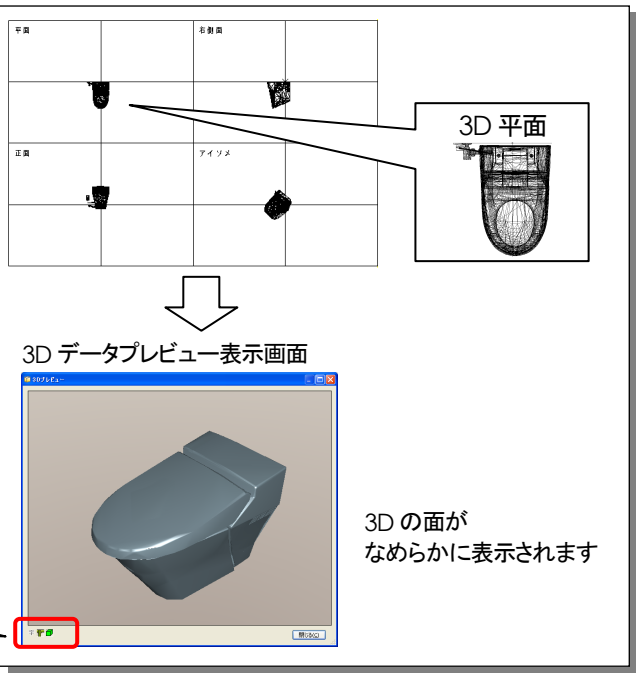 平面
右側面
3D 平面
正面
アイソメ
3D データプレビュー表示画面
3Dプレビュー
3D の面が
なめらかに表示されます
閉じる(C)